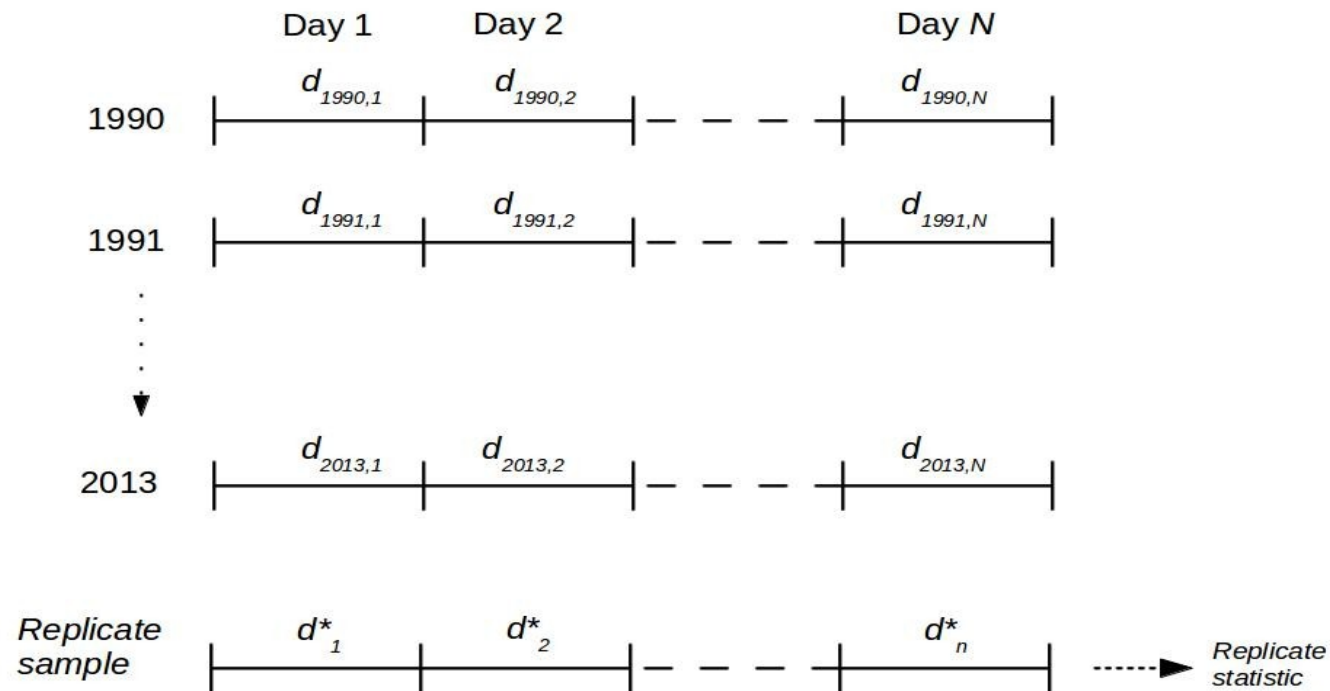 Day 1 Day 2 Day N
d1990,1 d1990,2 d1990,N
1990
d1991,1 d1991,2 d1991,N
1991
d2013,1 d2013,2 d2013,N
2013
Replicate
sample
d*1 d*2 d*n
Replicate
statistic